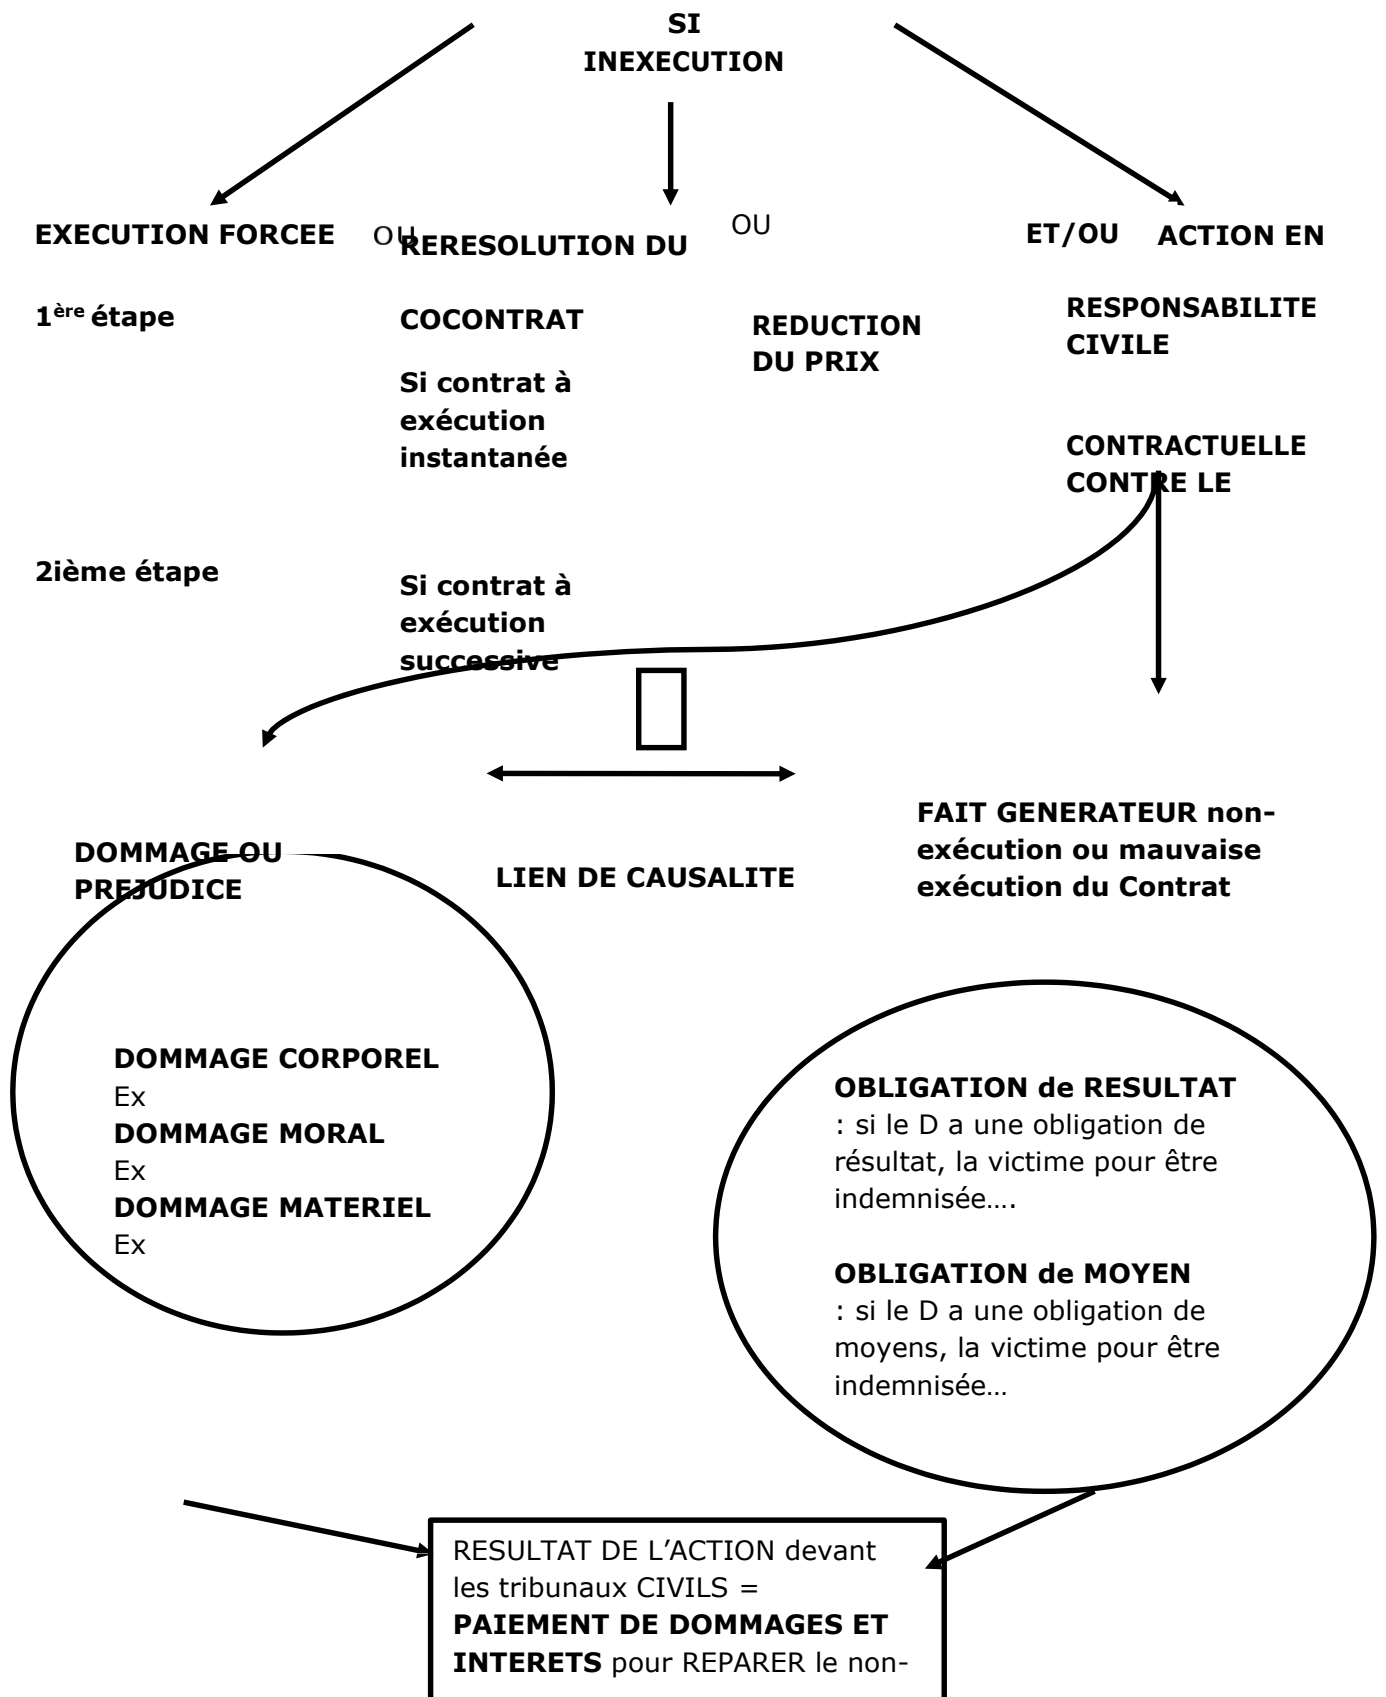 SI
INEXECUTION
EXECUTION FORCEE
OU
RERESOLUTION DU
OU
ET/OU
ACTION EN
1ère étape
COCONTRAT
REDUCTION
DU PRIX
RESPONSABILITE
CIVILE
Si contrat à
exécution
instantanée
CONTRACTUELLE
CONTRE LE
2ième étape
Si contrat à
exécution
successive
DOMMAGE OU
PREJUDICE
LIEN DE CAUSALITE
FAIT GENERATEUR non-
exécution ou mauvaise
exécution du Contrat
DOMMAGE CORPOREL
Ex
DOMMAGE MORAL
Ex
DOMMAGE MATERIEL
Ex
OBLIGATION de RESULTAT
: si le D a une obligation de
résultat, la victime pour être
indemnisée….
OBLIGATION de MOYEN
: si le D a une obligation de
moyens, la victime pour être
indemnisée…
RESULTAT DE L’ACTION devant
les tribunaux CIVILS =
PAIEMENT DE DOMMAGES ET
INTERETS pour REPARER le non-